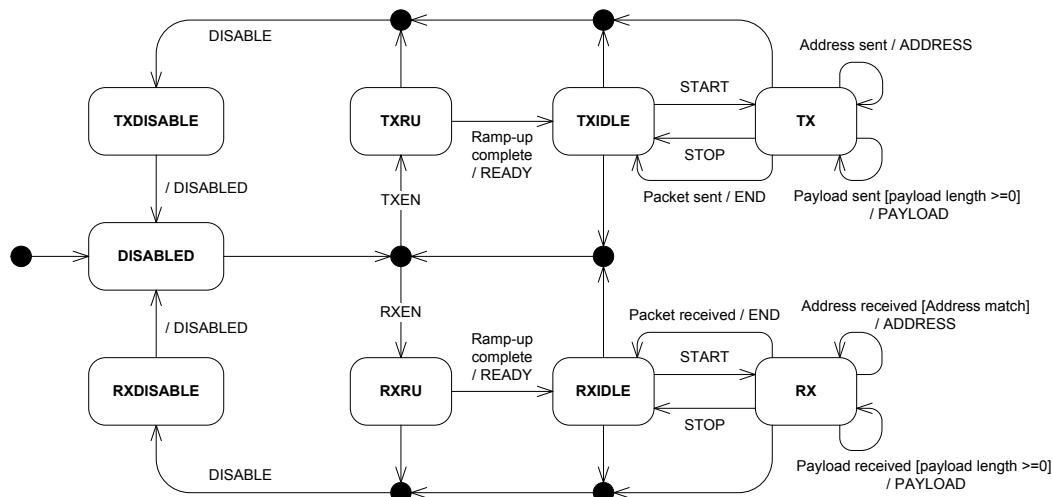 DISABLE
Address sent / ADDRESS
START
TXDISABLE
TXRU
TXIDLE
TX
Ramp-up
complete
/ READY
STOP
/ DISABLED
TXEN
Packet sent / END
Payload sent [payload length >=0]
/ PAYLOAD
DISABLED
RXEN
Packet received / END
Address received [Address match]
/ ADDRESS
/ DISABLED
Ramp-up
complete
/ READY
START
RXDISABLE
RXRU
RXIDLE
RX
STOP
DISABLE
Payload received [payload length >=0]
/ PAYLOAD